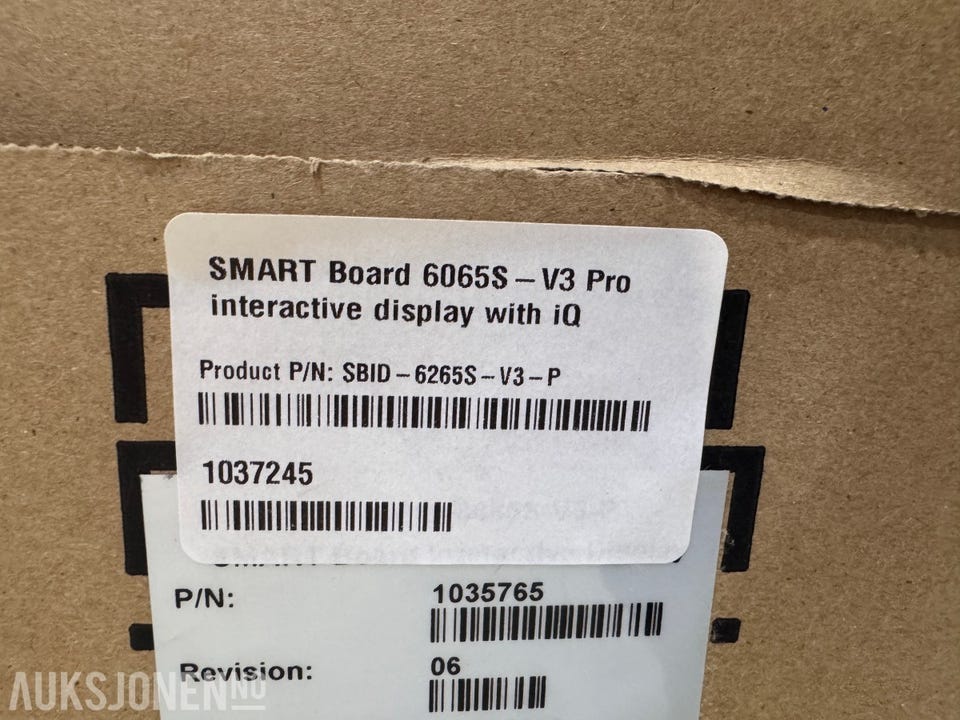 SMART Board 6065S – V3 Pro
interactive display with iQ
Product P/N: SBID – 6265S – V3 – P
1037245
P/N: 1035765
Revision: 06
AUKSJONEN NO